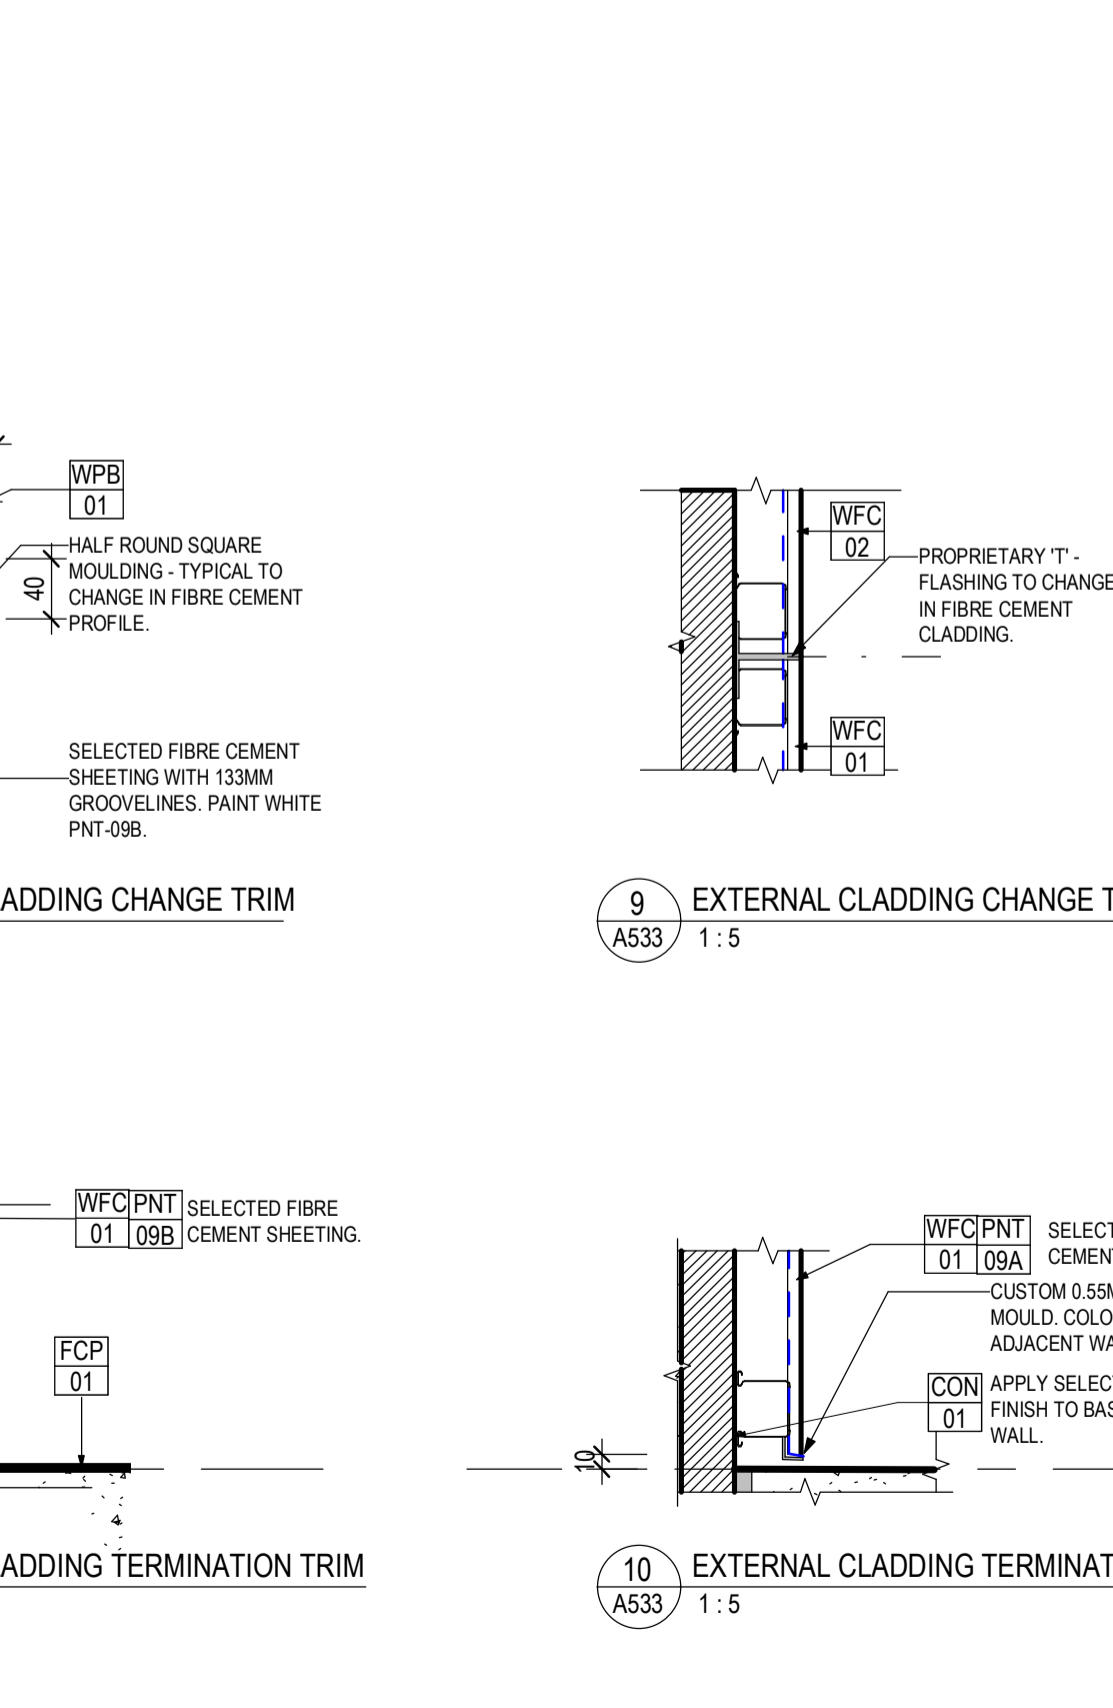 WPB
01
HALF ROUND SQUARE
MOULDING - TYPICAL TO
CHANGE IN FIBRE CEMENT
PROFILE.
40
SELECTED FIBRE CEMENT
SHEETING WITH 133MM
GROOVELINES. PAINT WHITE
PNT-09B.
ADDING CHANGE TRIM
WFC
02
PROPRIETARY 'T' -
FLASHING TO CHANGE
IN FIBRE CEMENT
CLADDING.
WFC
01
9
A533
EXTERNAL CLADDING CHANGE T
1 : 5
WFC PNT
01 09B
SELECTED FIBRE
CEMENT SHEETING.
FCP
01
ADDING TERMINATION TRIM
WFC PNT
01 09A
SELECT
CEMENT
CUSTOM 0.55M
MOULD. COLO
ADJACENT WA
CON
01
APPLY SELECT
FINISH TO BAS
WALL.
10
10
A533
EXTERNAL CLADDING TERMINAT
1 : 5